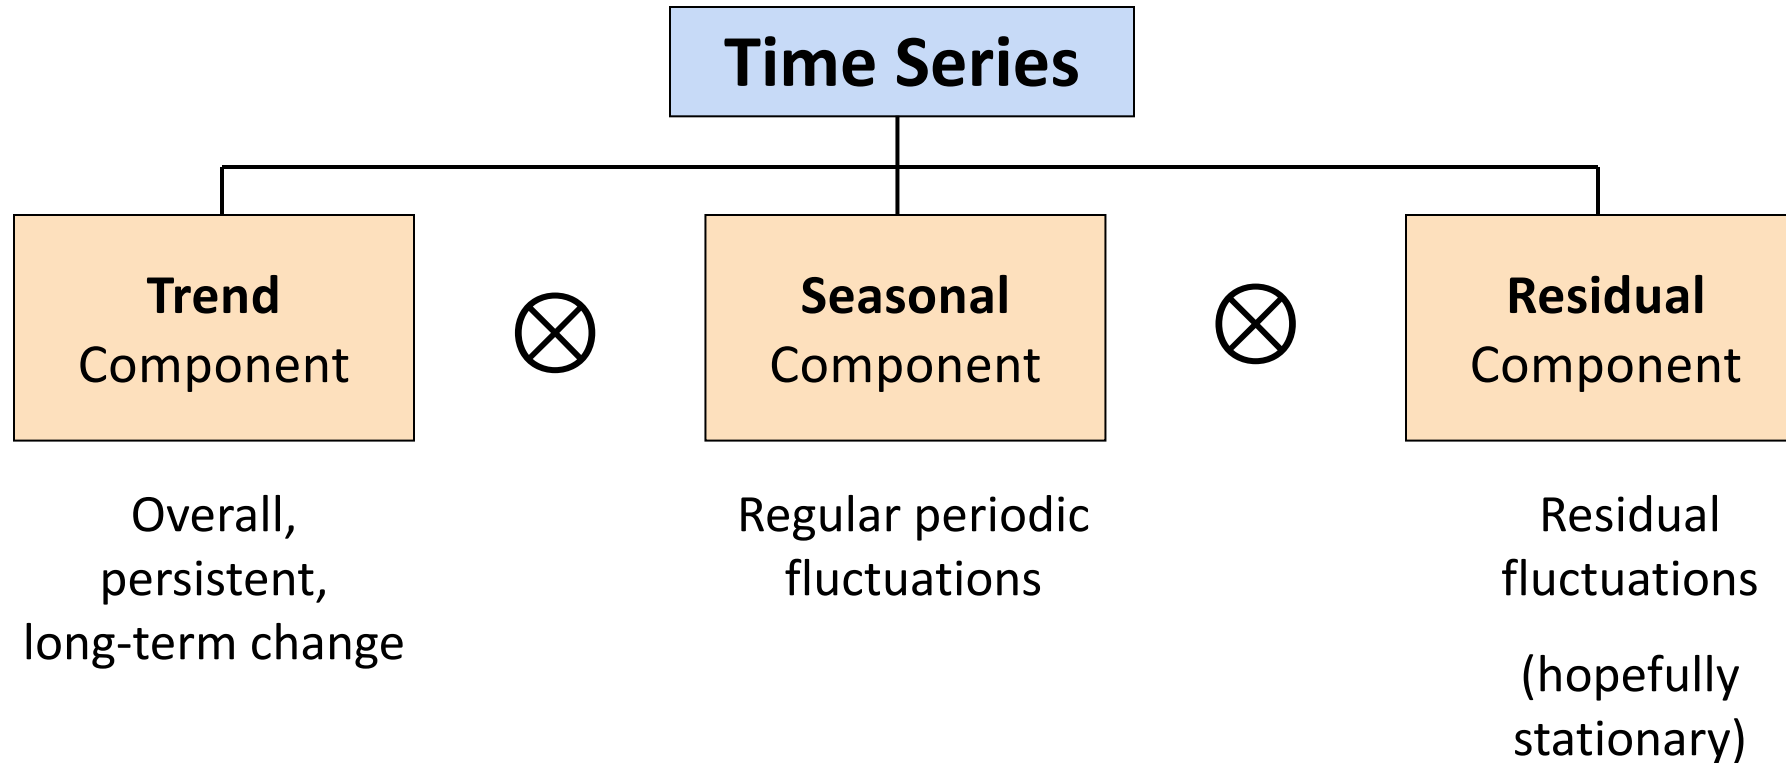 Time Series
Trend
Component
Seasonal
Component
Residual
Component
Overall,
persistent,
long-term change
Regular periodic
fluctuations
Residual
fluctuations
(hopefully
stationary)